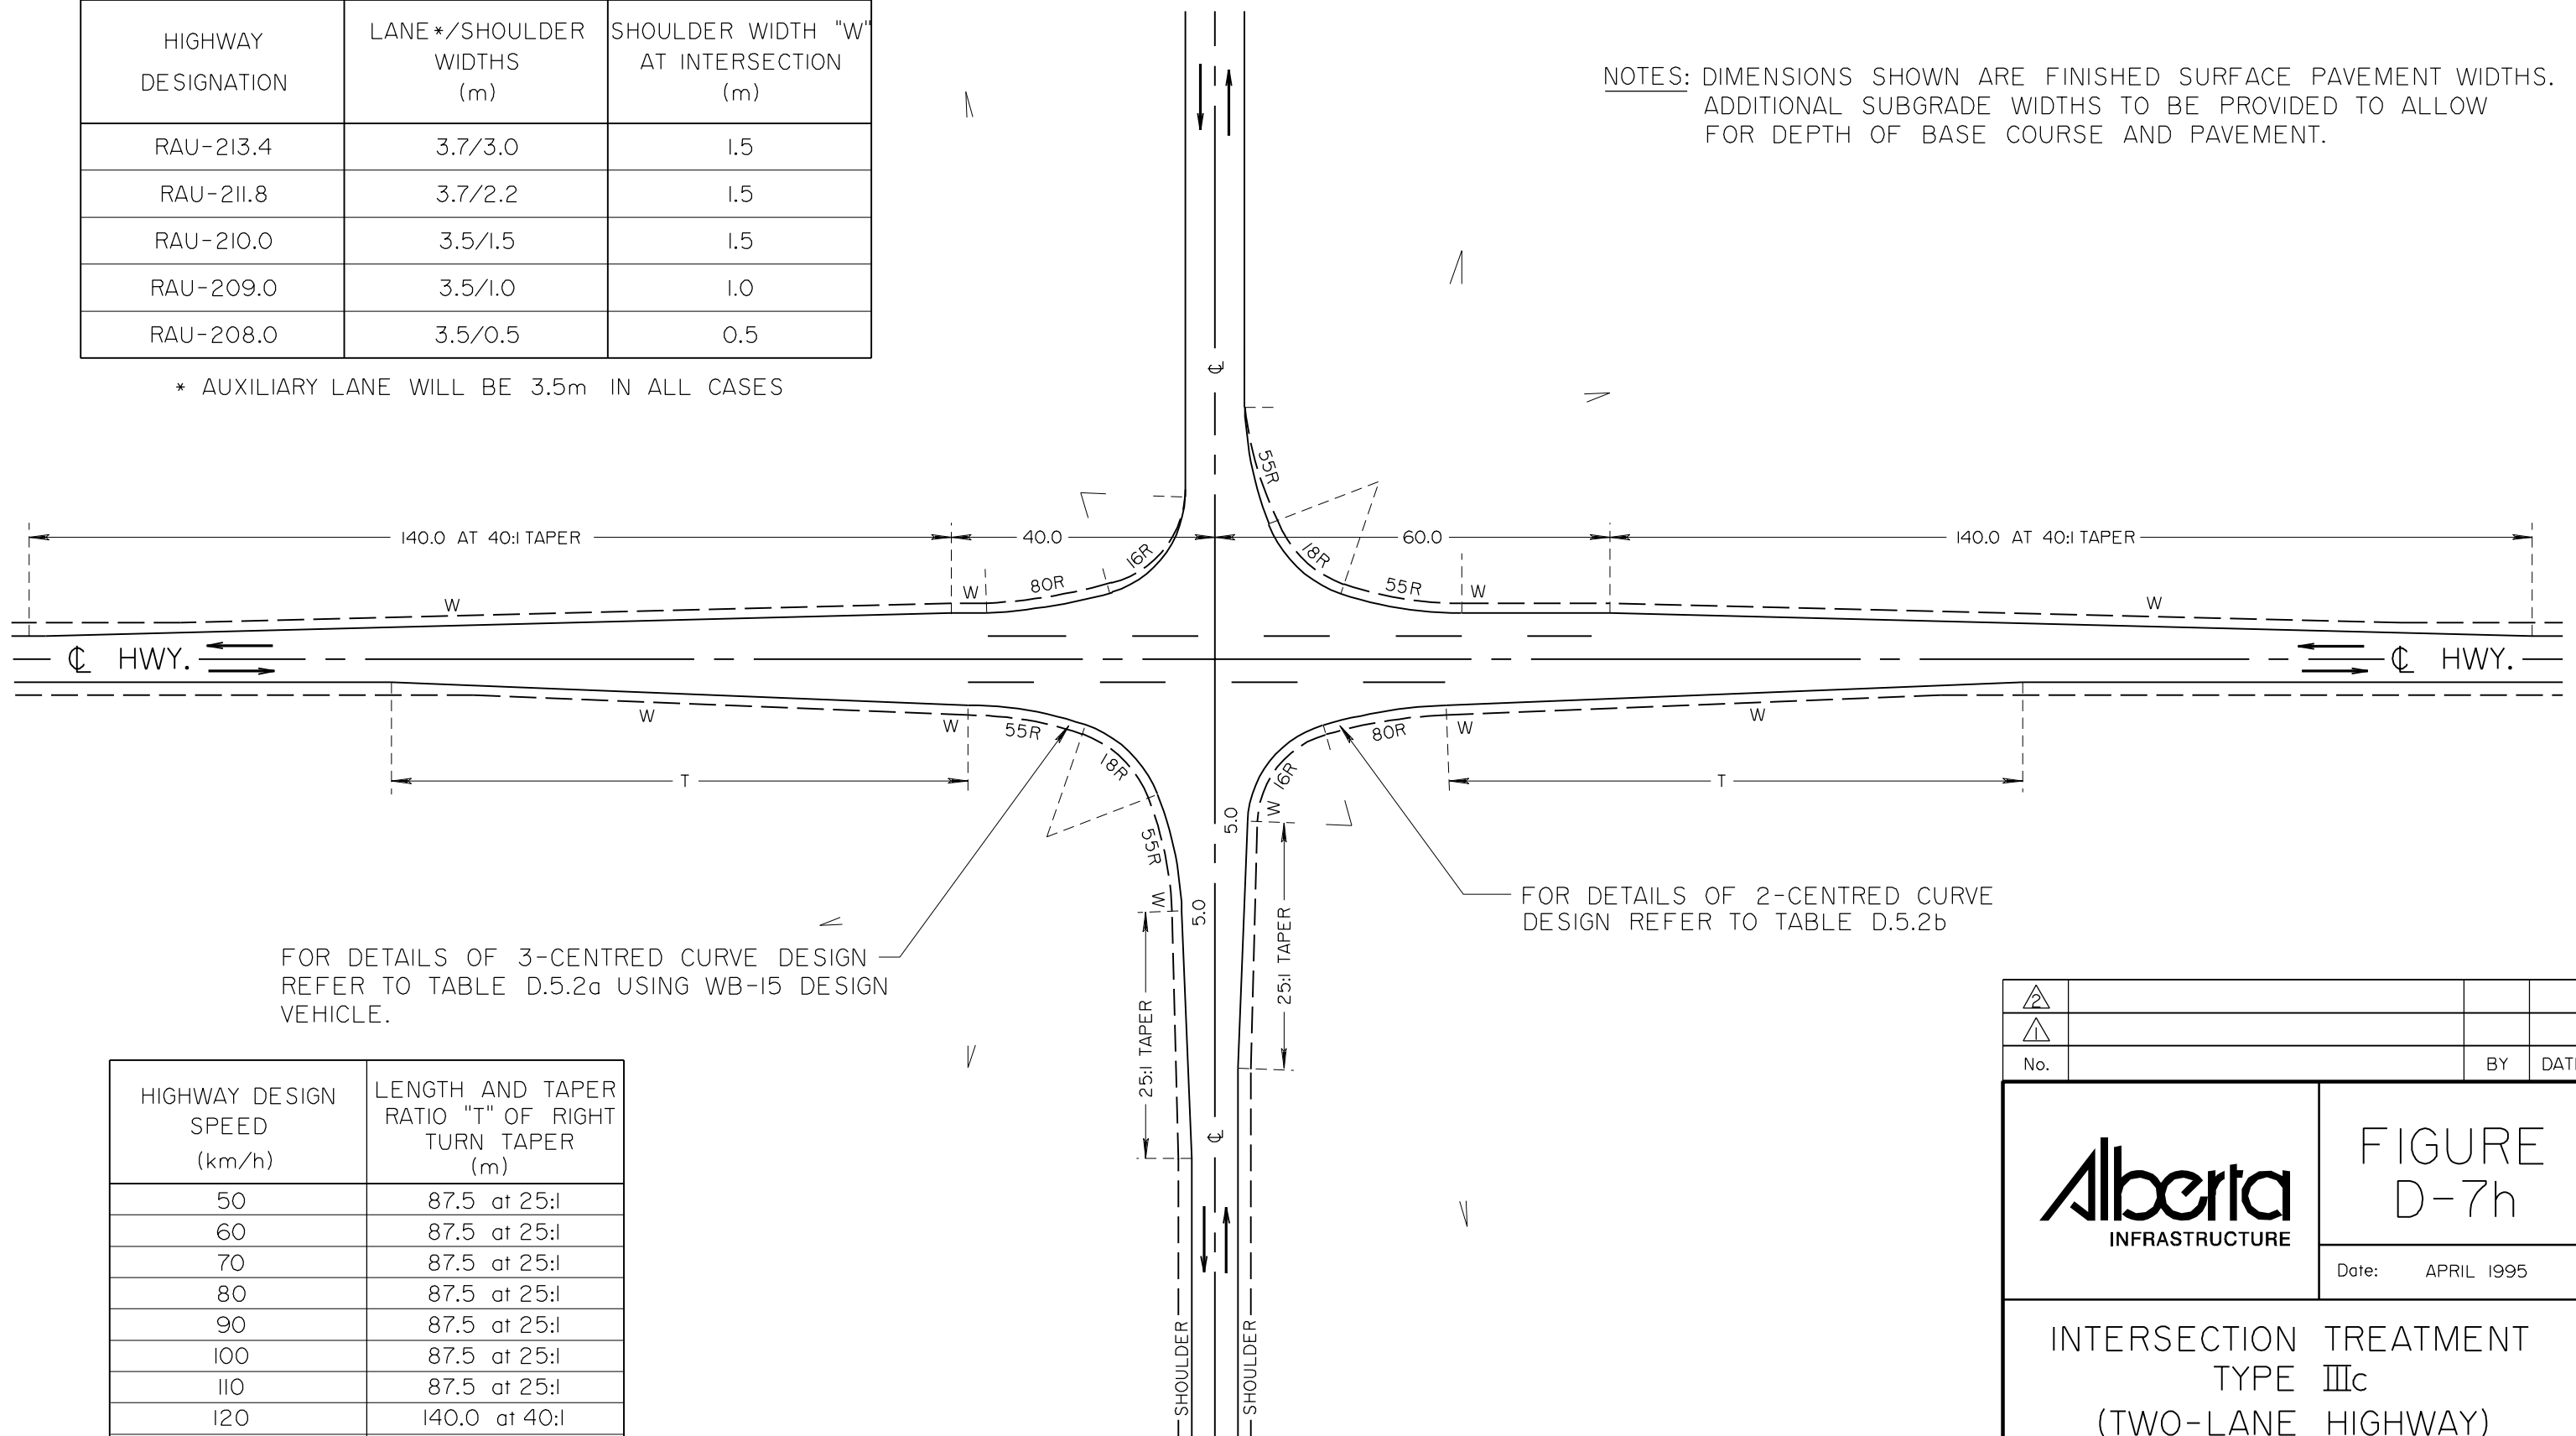 HIGHWAY DESIGNATION
LANE*/SHOULDER WIDTHS (m)
SHOULDER WIDTH "W" AT INTERSECTION (m)
RAU-213.4 3.7/3.0 1.5
RAU-211.8 3.7/2.2 1.5
RAU-210.0 3.5/1.5 1.5
RAU-209.0 3.5/1.0 1.0
RAU-208.0 3.5/0.5 0.5
* AUXILIARY LANE WILL BE 3.5m IN ALL CASES
NOTES: DIMENSIONS SHOWN ARE FINISHED SURFACE PAVEMENT WIDTHS.
ADDITIONAL SUBGRADE WIDTHS TO BE PROVIDED TO ALLOW
FOR DEPTH OF BASE COURSE AND PAVEMENT.
℄
55R
140.0 AT 40:1 TAPER
40.0
60.0
140.0 AT 40:1 TAPER
16R
18R
80R
55R
W
W
W
W
℄ HWY.
℄ HWY.
W
W
55R
80R
W
W
T
18R
16R
T
W
5.0
55R
W
5.0
25:1 TAPER
25:1 TAPER
FOR DETAILS OF 2-CENTRED CURVE
DESIGN REFER TO TABLE D.5.2b
FOR DETAILS OF 3-CENTRED CURVE DESIGN
REFER TO TABLE D.5.2a USING WB-15 DESIGN
VEHICLE.
℄
SHOULDER
SHOULDER
HIGHWAY DESIGN SPEED (km/h)
LENGTH AND TAPER RATIO "T" OF RIGHT TURN TAPER (m)
50 87.5 at 25:1
60 87.5 at 25:1
70 87.5 at 25:1
80 87.5 at 25:1
90 87.5 at 25:1
100 87.5 at 25:1
110 87.5 at 25:1
120 140.0 at 40:1
2
1
No. BY DATE
Alberta
INFRASTRUCTURE
FIGURE
D-7h
Date: APRIL 1995
INTERSECTION TREATMENT
TYPE IIIc
(TWO-LANE HIGHWAY)